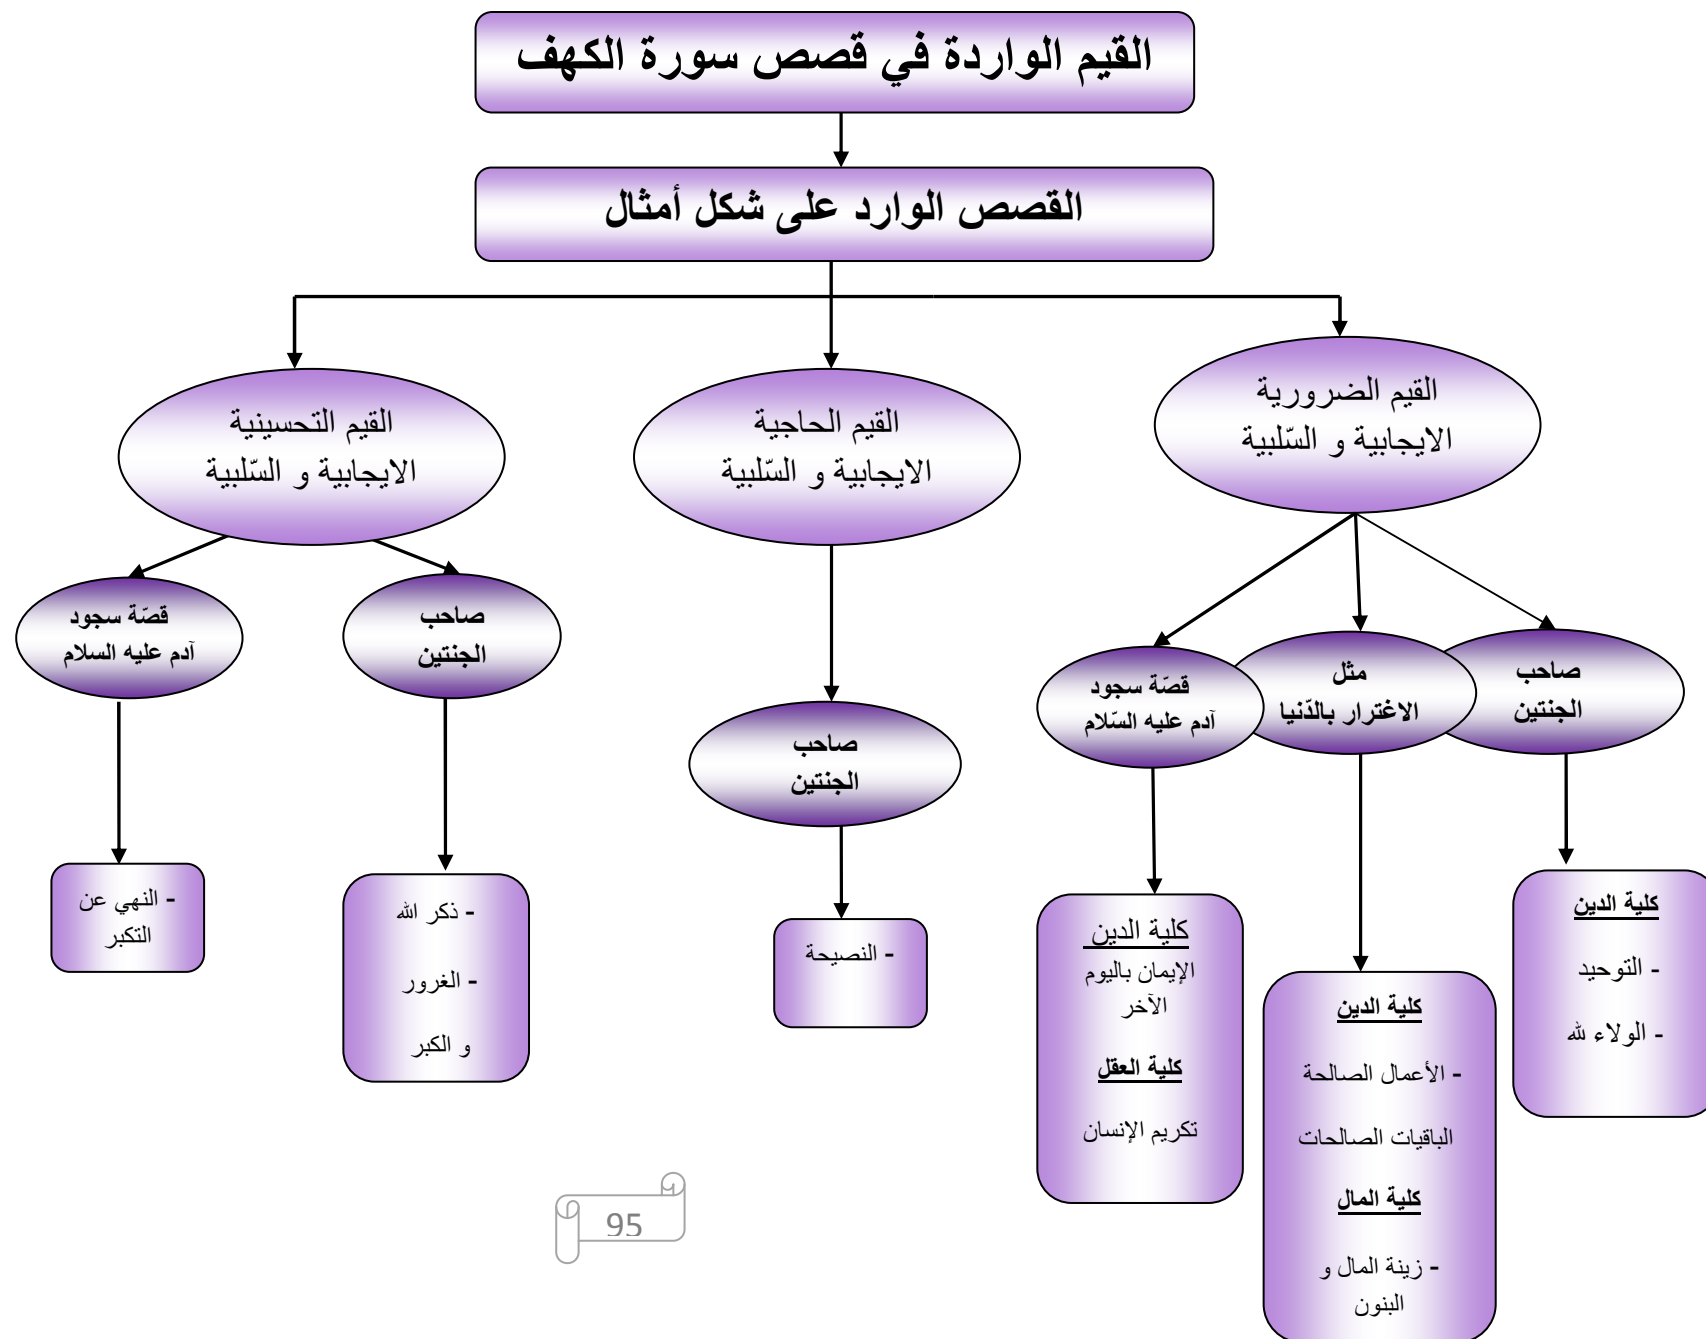 القيم الواردة في قصص سورة الكهف
القصص الوارد على شكل أمثال
القيم الضرورية
الايجابية و السّلبية
القيم الحاجية
الايجابية و السّلبية
القيم التحسينية
الايجابية و السّلبية
صاحب
الجنتين
مثل
الاغترار بالدّنيا
قصّة سجود
آدم عليه السّلام
صاحب
الجنتين
صاحب
الجنتين
قصّة سجود
آدم عليه السلام
كلية الدين
- التوحيد
- الولاء لله
كلية الدين
- الأعمال الصالحة
الباقيات الصالحات
كلية المال
- زينة المال و
البنون
كلية الدين
الإيمان باليوم
الآخر
كلية العقل
تكريم الإنسان
- النصيحة
- ذكر الله
- الغرور
و الكبر
- النهي عن
التكبر
95